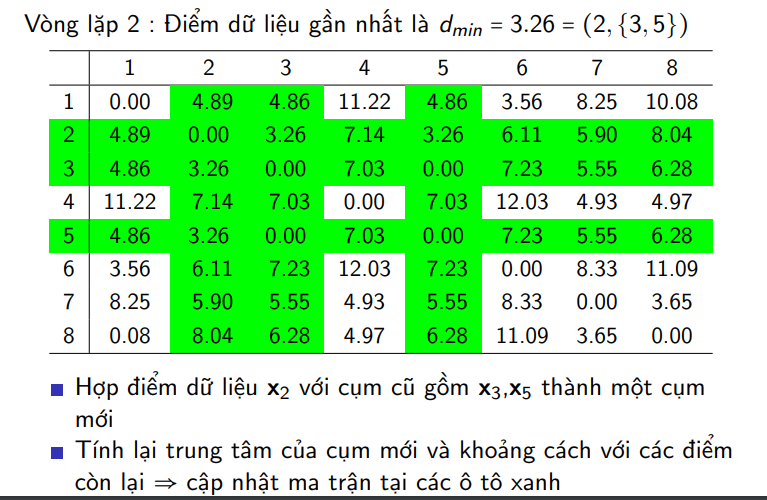 Vòng lặp 2 : Điểm dữ liệu gần nhất là d_min = 3.26 = (2, {3, 5})
1 2 3 4 5 6 7 8
1 0.00 4.89 4.86 11.22 4.86 3.56 8.25 10.08
2 4.89 0.00 3.26 7.14 3.26 6.11 5.90 8.04
3 4.86 3.26 0.00 7.03 0.00 7.23 5.55 6.28
4 11.22 7.14 7.03 0.00 7.03 12.03 4.93 4.97
5 4.86 3.26 0.00 7.03 0.00 7.23 5.55 6.28
6 3.56 6.11 7.23 12.03 7.23 0.00 8.33 11.09
7 8.25 5.90 5.55 4.93 5.55 8.33 0.00 3.65
8 0.08 8.04 6.28 4.97 6.28 11.09 3.65 0.00
Hợp điểm dữ liệu x₂ với cụm cũ gồm x₃,x₅ thành một cụm
mới
Tính lại trung tâm của cụm mới và khoảng cách với các điểm
còn lại ⇒ cập nhật ma trận tại các ô tô xanh